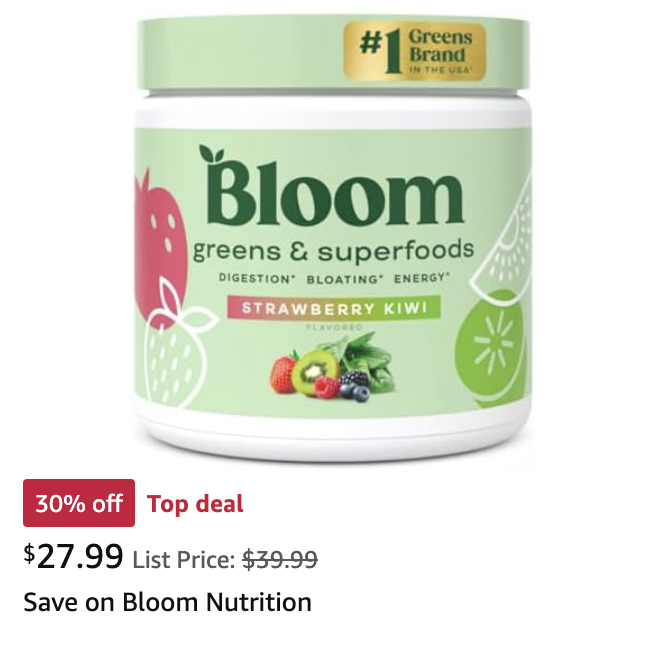 #1 Greens
Brand
IN THE USA*
Bloom
greens & superfoods
DIGESTION* BLOATING* ENERGY*
STRAWBERRY KIWI
FLAVORED
30% off Top deal
$27.99 List Price: $39.99
Save on Bloom Nutrition